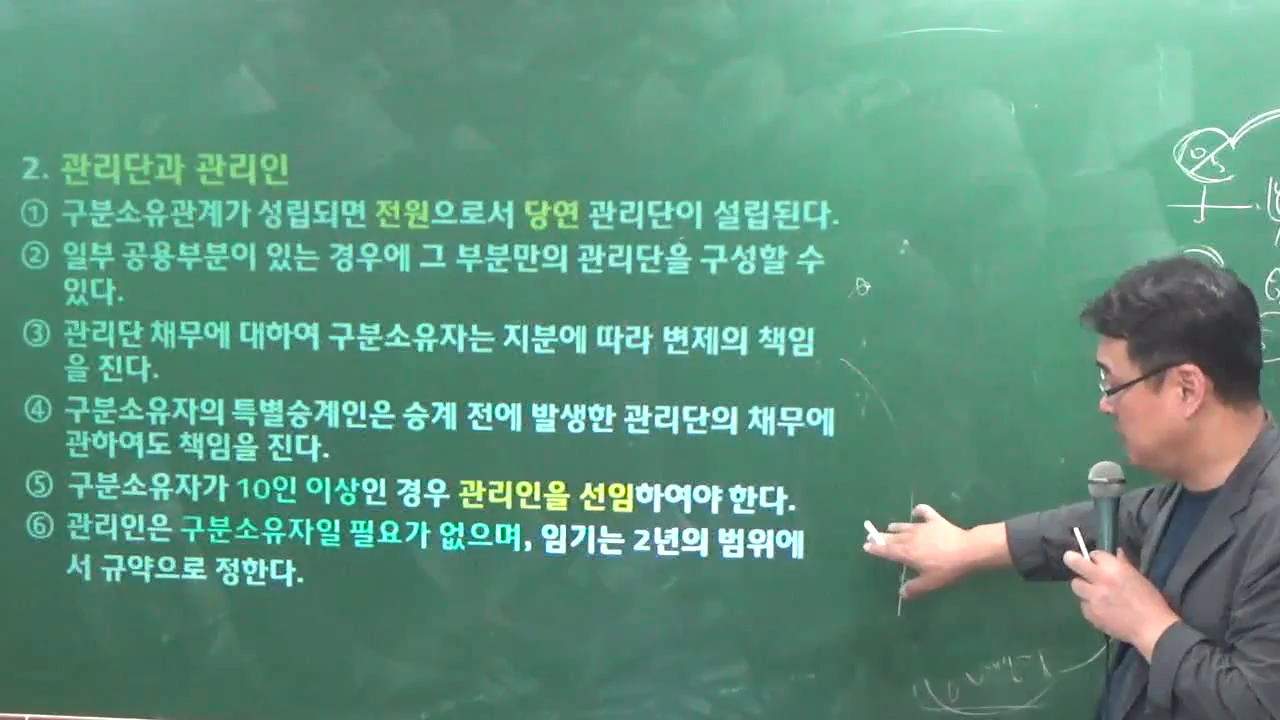 2. 관리단과 관리인
① 구분소유관계가 성립되면 전원으로서 당연 관리단이 설립된다.
② 일부 공용부분이 있는 경우에 그 부분만의 관리단을 구성할 수
있다.
③ 관리단 채무에 대하여 구분소유자는 지분에 따라 변제의 책임
을 진다.
④ 구분소유자의 특별승계인은 승계 전에 발생한 관리단의 채무에
관하여도 책임을 진다.
⑤ 구분소유자가 10인 이상인 경우 관리인을 선임하여야 한다.
⑥ 관리인은 구분소유자일 필요가 없으며, 임기는 2년의 범위에
서 규약으로 정한다.